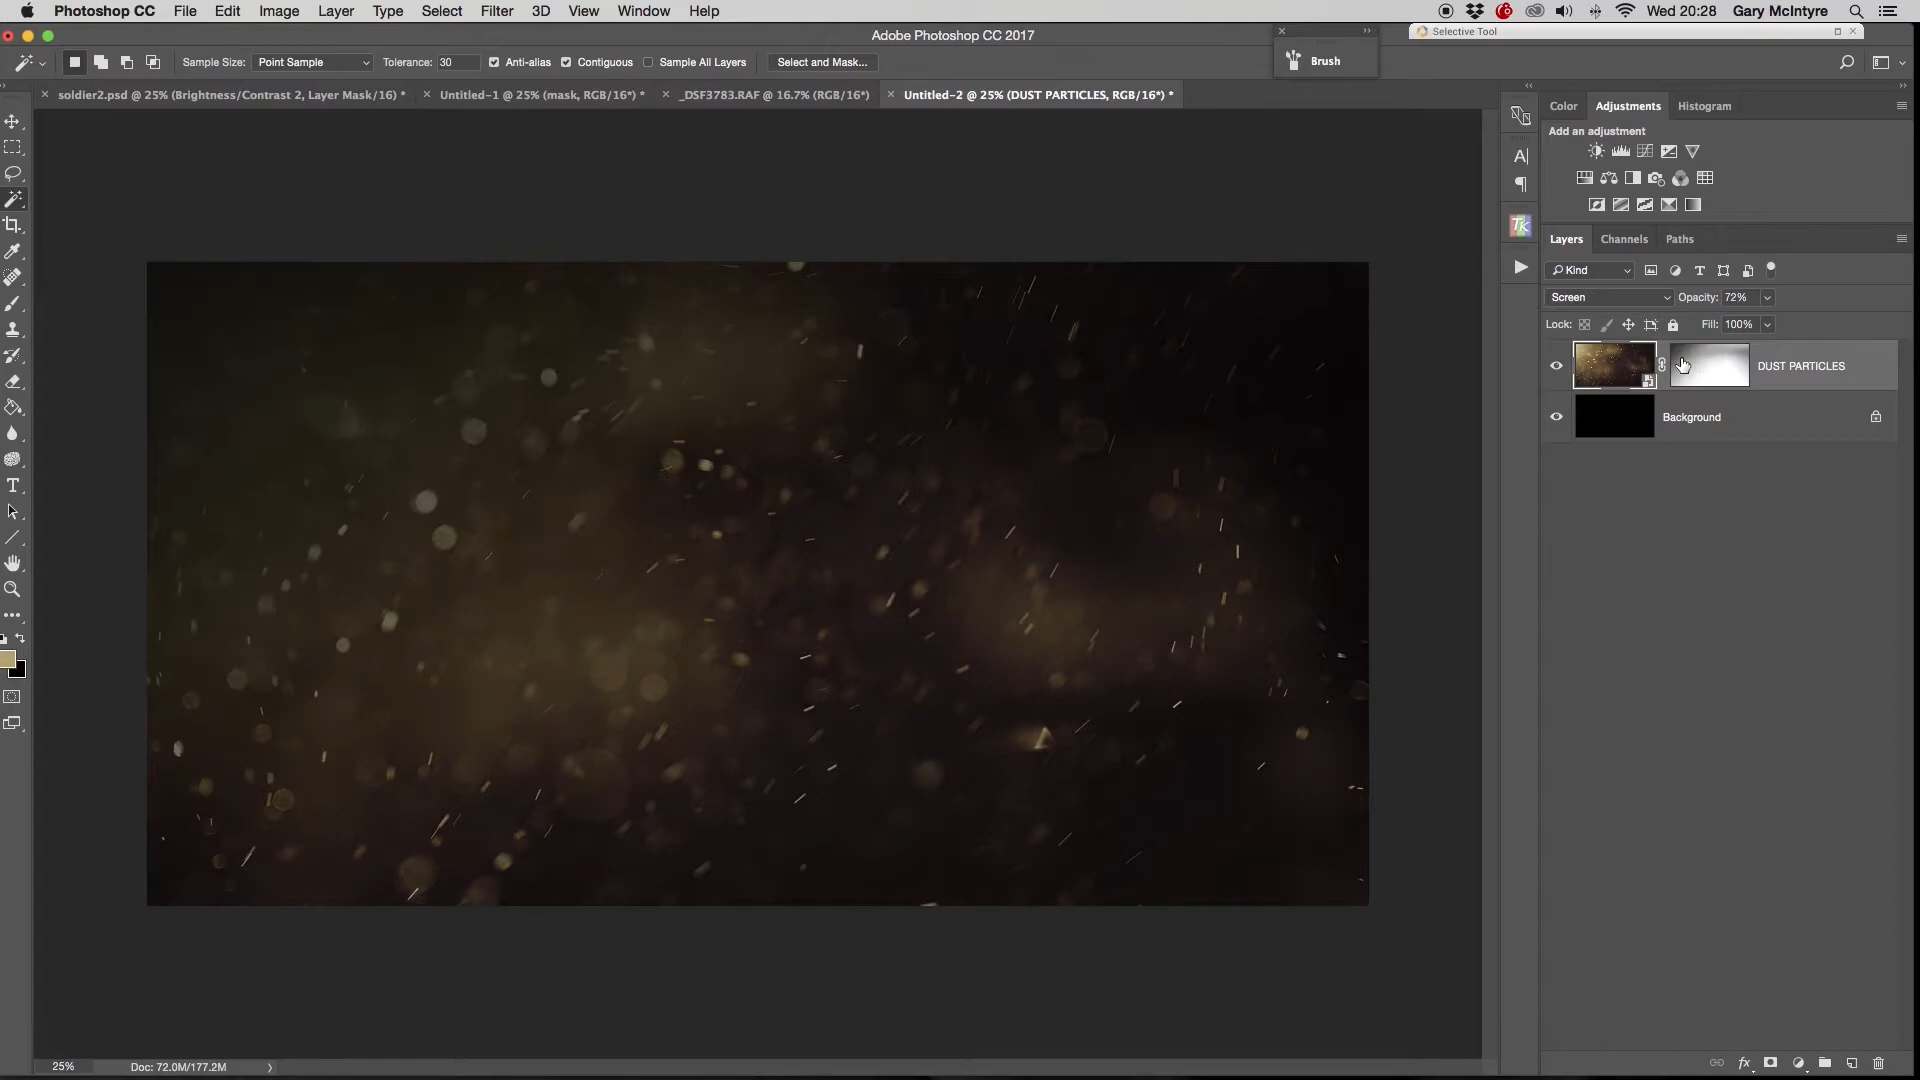 Photoshop CC File Edit Image Layer Type Select Filter 3D View Window Help Wed 20:28 Gary McIntyre
Adobe Photoshop CC 2017
Selective Tool
Sample Size: Point Sample Tolerance: 30 Anti-alias Contiguous Sample All Layers Select and Mask...
Brush
soldier2.psd @ 25% (Brightness/Contrast 2, Layer Mask/16) * Untitled-1 @ 25% (mask, RGB/16*) * _DSF3783.RAF @ 16.7% (RGB/16*) Untitled-2 @ 25% (DUST PARTICLES, RGB/16*) *
Color Adjustments Histogram
Add an adjustment
TK
Layers Channels Paths
Kind
Screen Opacity: 72%
Lock: Fill: 100%
DUST PARTICLES
Background
25% Doc: 72.0M/177.2M